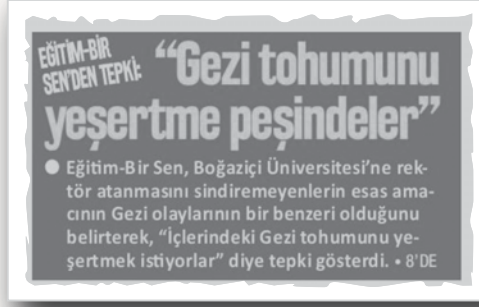 EĞİTİM-BİR
SEN'DEN TEPKİ:
“Gezi tohumunu
yeşertme peşindeler”
● Eğitim-Bir Sen, Boğaziçi Üniversitesi'ne rek-
tör atanmasını sindiremeyenlerin esas ama-
cının Gezi olaylarının bir benzeri olduğunu
belirterek, “İçlerindeki Gezi tohumunu ye-
şertmek istiyorlar” diye tepki gösterdi. • 8'DE